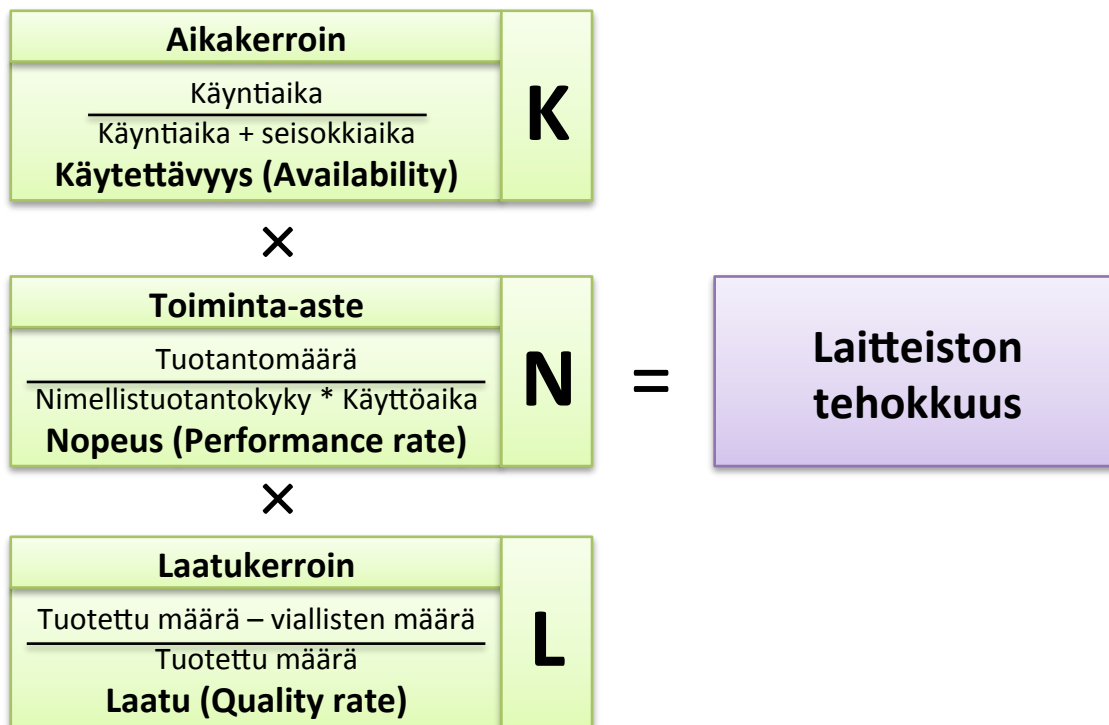 Aikakerroin
Käyntiaika
Käyntiaika + seisokkiaika
Käytettävyys (Availability)
K
×
Toiminta-aste
Tuotantomäärä
Nimellistuotantokyky * Käyttöaika
Nopeus (Performance rate)
N
=
Laitteiston
tehokkuus
×
Laatukerroin
Tuotettu määrä – viallisten määrä
Tuotettu määrä
Laatu (Quality rate)
L